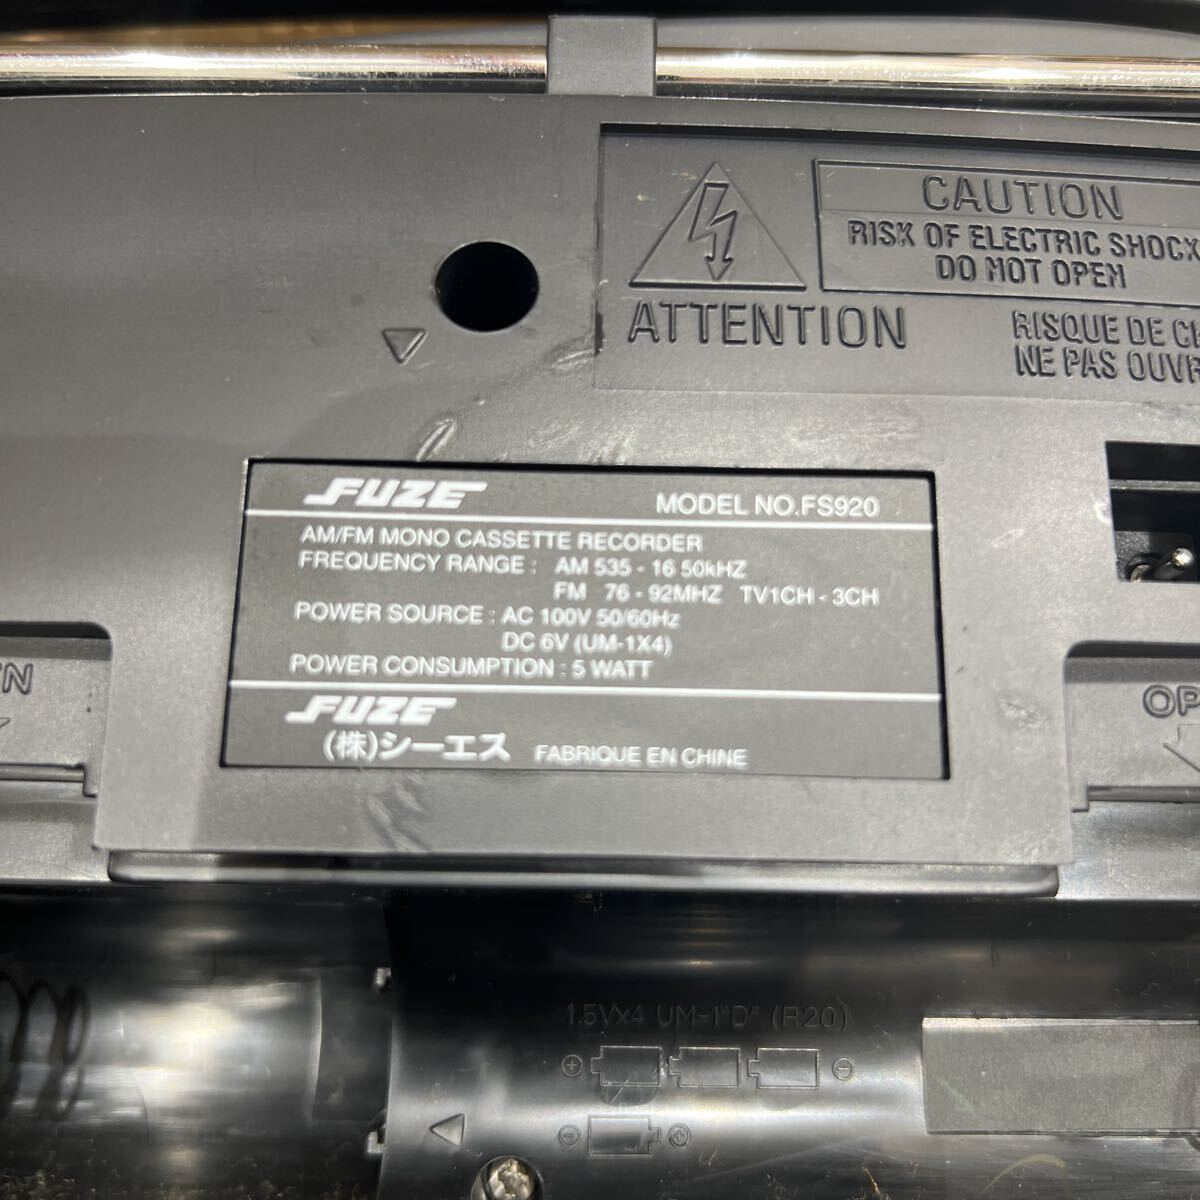 CAUTION
RISK OF ELECTRIC SHOCK
DO NOT OPEN
ATTENTION
RISQUE DE
NE PAS
FUZE MODEL NO.FS920
AM/FM MONO CASSETTE RECORDER
FREQUENCY RANGE : AM 535 - 16 50kHZ
FM 76 - 92MHZ TV1CH - 3CH
POWER SOURCE : AC 100V 50/60Hz
DC 6V (UM-1X4)
POWER CONSUMPTION : 5 WATT
FUZE
(株)シーエス FABRIQUE EN CHINE
1.5V×4 UM-1"D" (R20)